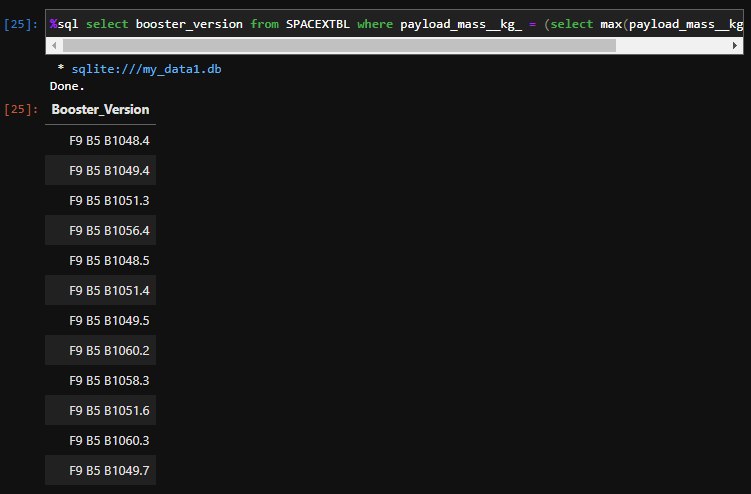 [25]: %sql select booster_version from SPACEXTBL where payload_mass__kg_ = (select max(payload_mass__kg
* sqlite:///my_data1.db
Done.
[25]: Booster_Version
F9 B5 B1048.4
F9 B5 B1049.4
F9 B5 B1051.3
F9 B5 B1056.4
F9 B5 B1048.5
F9 B5 B1051.4
F9 B5 B1049.5
F9 B5 B1060.2
F9 B5 B1058.3
F9 B5 B1051.6
F9 B5 B1060.3
F9 B5 B1049.7